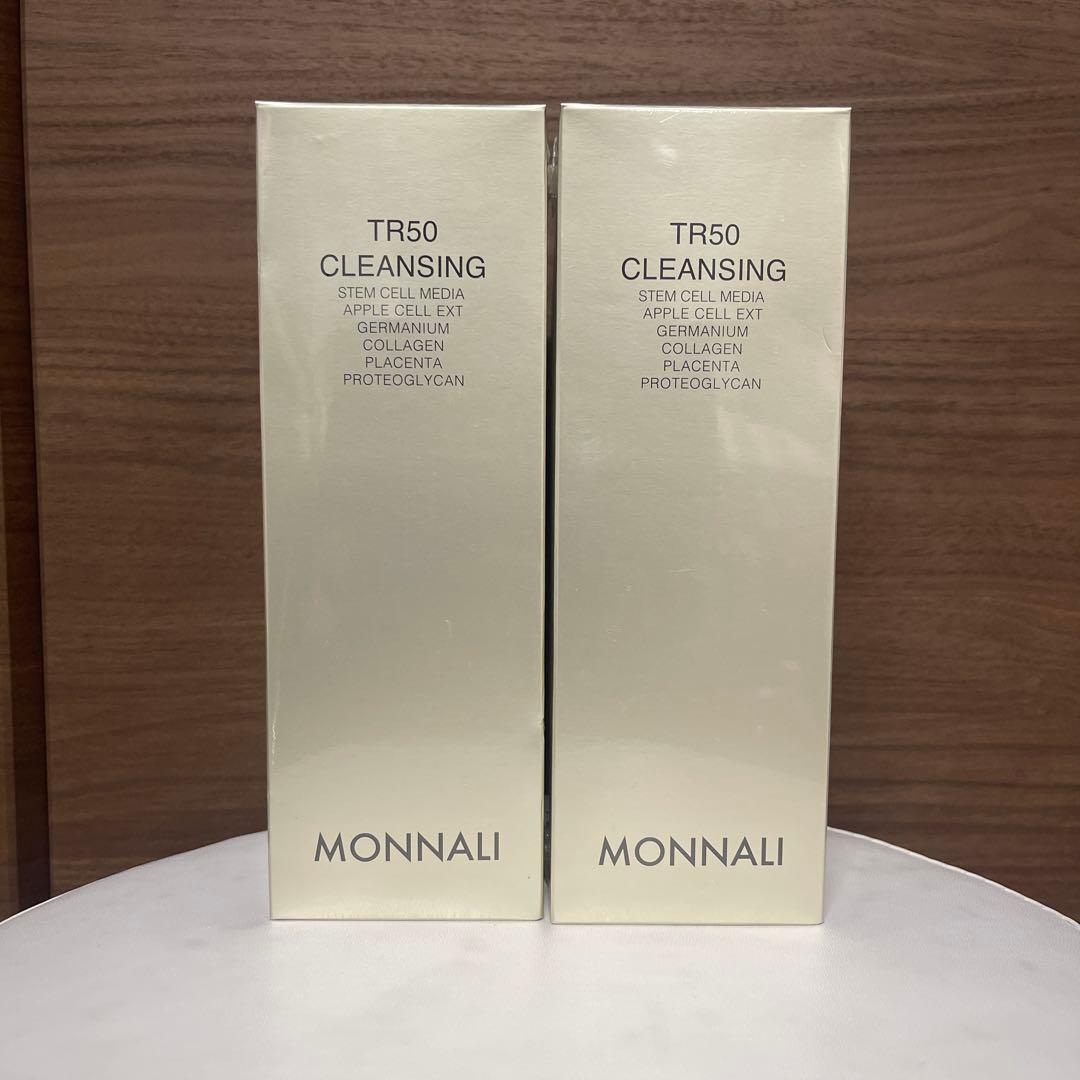 TR50
CLEANSING
STEM CELL MEDIA
APPLE CELL EXT
GERMANIUM
COLLAGEN
PLACENTA
PROTEOGLYCAN
MONNALI
TR50
CLEANSING
STEM CELL MEDIA
APPLE CELL EXT
GERMANIUM
COLLAGEN
PLACENTA
PROTEOGLYCAN
MONNALI